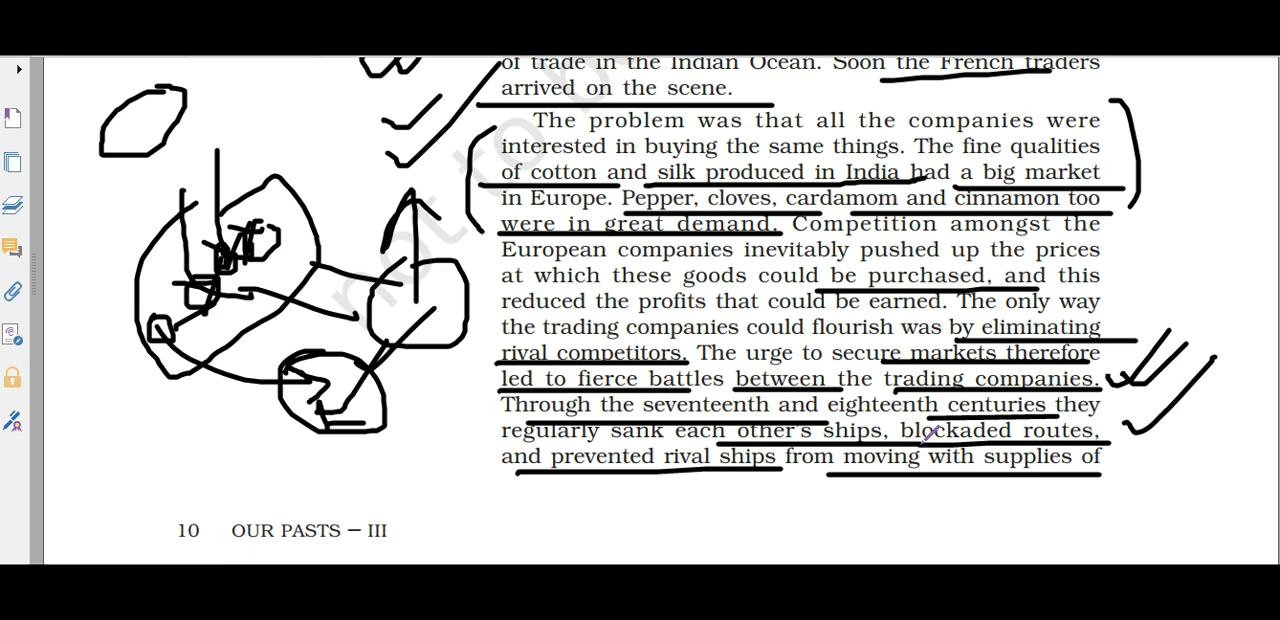 of trade in the Indian Ocean. Soon the French traders
arrived on the scene.
The problem was that all the companies were
interested in buying the same things. The fine qualities
of cotton and silk produced in India had a big market
in Europe. Pepper, cloves, cardamom and cinnamon too
were in great demand. Competition amongst the
European companies inevitably pushed up the prices
at which these goods could be purchased, and this
reduced the profits that could be earned. The only way
the trading companies could flourish was by eliminating
rival competitors. The urge to secure markets therefore
led to fierce battles between the trading companies.
Through the seventeenth and eighteenth centuries they
regularly sank each other's ships, blockaded routes,
and prevented rival ships from moving with supplies of
10 OUR PASTS – III
not to b